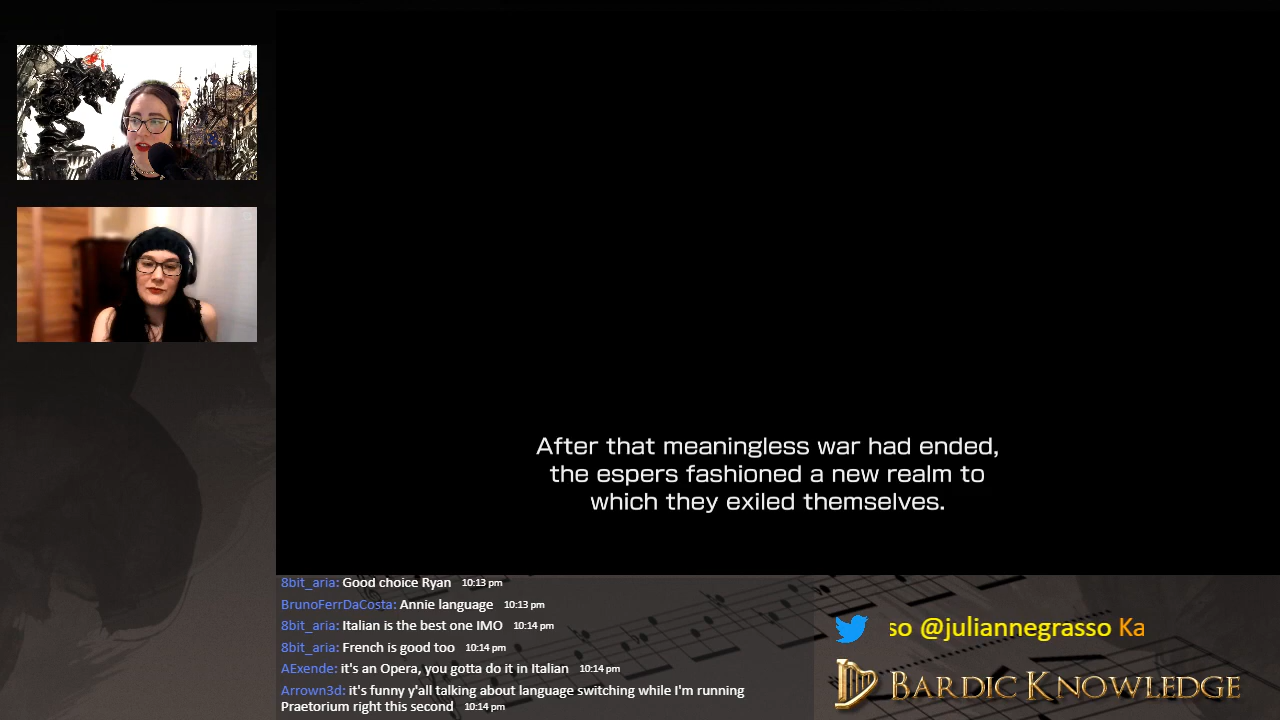 After that meaningless war had ended,
the espers fashioned a new realm to
which they exiled themselves.
8bit_aria: Good choice Ryan 10:13 pm
BrunoFerrDaCosta: Annie language 10:13 pm
8bit_aria: Italian is the best one IMO 10:14 pm
8bit_aria: French is good too 10:14 pm
AExende: it's an Opera, you gotta do it in Italian 10:14 pm
Arrown3d: it's funny y'all talking about language switching while I'm running
Praetorium right this second 10:14 pm
so @juliannegrasso Ka
BARDIC KNOWLEDGE